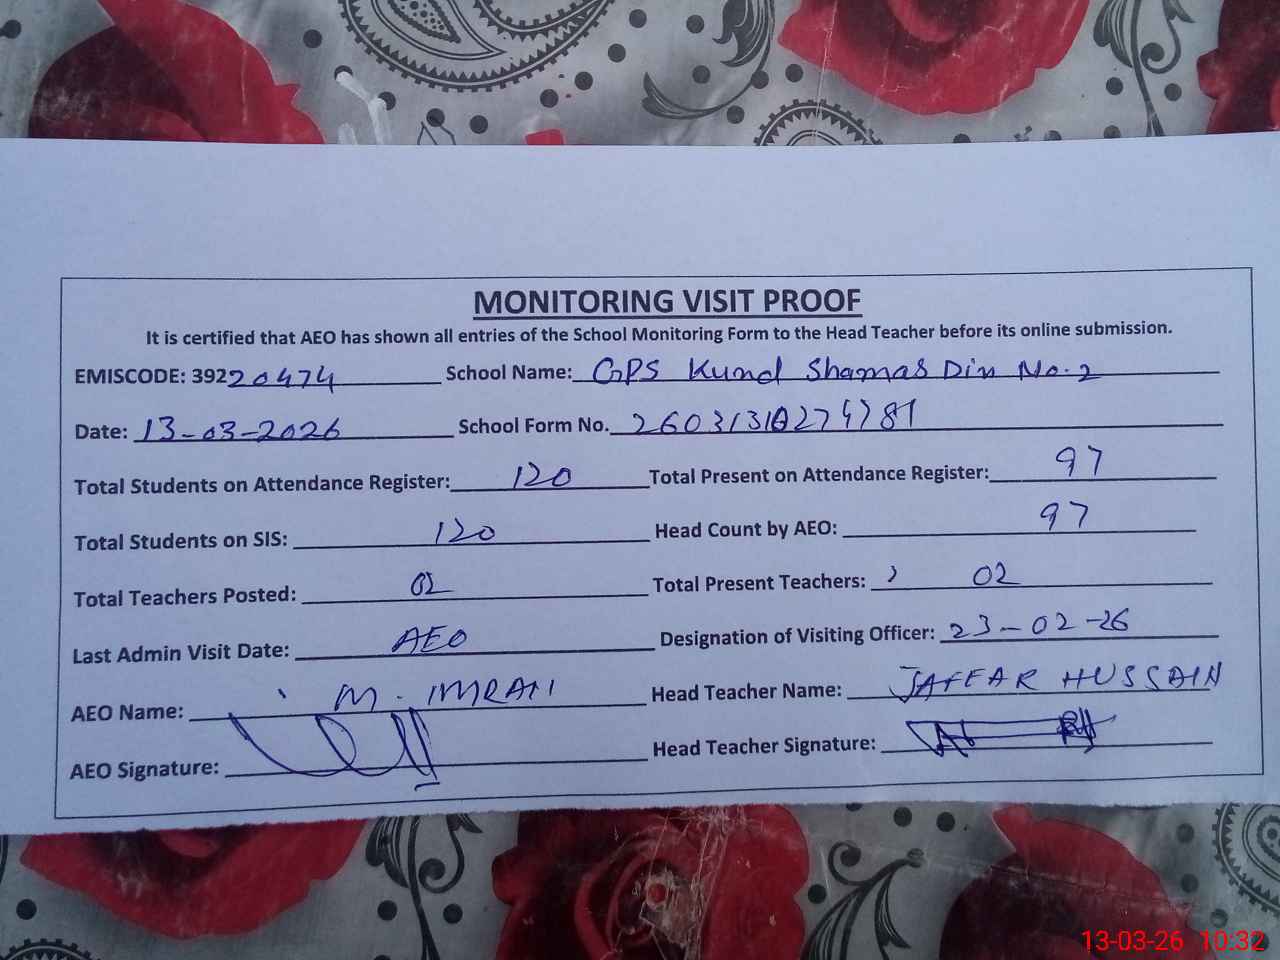 MONITORING VISIT PROOF
It is certified that AEO has shown all entries of the School Monitoring Form to the Head Teacher before its online submission.
EMISCODE: 39220474 School Name: GPS Kund Shamas Din No.2
Date: 13-03-2026 School Form No.
Total Students on Attendance Register: 120 Total Present on Attendance Register: 97
Total Students on SIS: 120 Head Count by AEO: 97
Total Teachers Posted: 02 Total Present Teachers: 02
Last Admin Visit Date: AEO Designation of Visiting Officer: 23-02-26
AEO Name: M. IMRAN Head Teacher Name: JAFFAR HUSSAIN
AEO Signature: Head Teacher Signature:
13-03-26 10:32